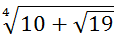 ∜(10 + √19)